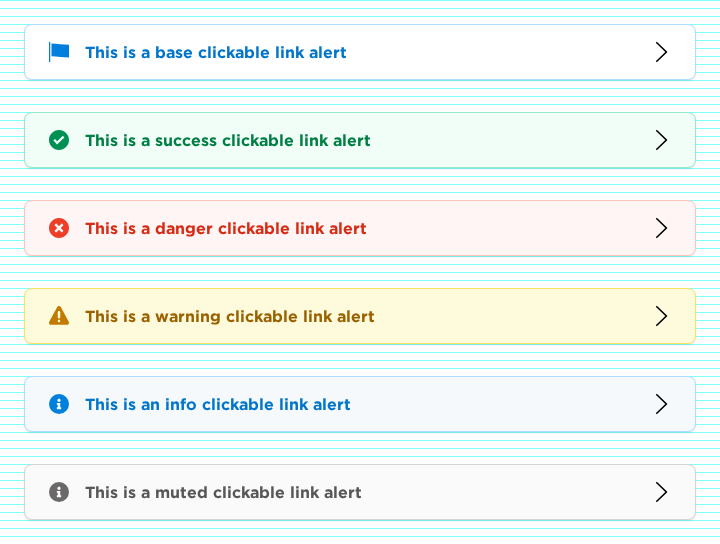 This is a base clickable link alert
This is a success clickable link alert
This is a danger clickable link alert
This is a warning clickable link alert
This is an info clickable link alert
This is a muted clickable link alert